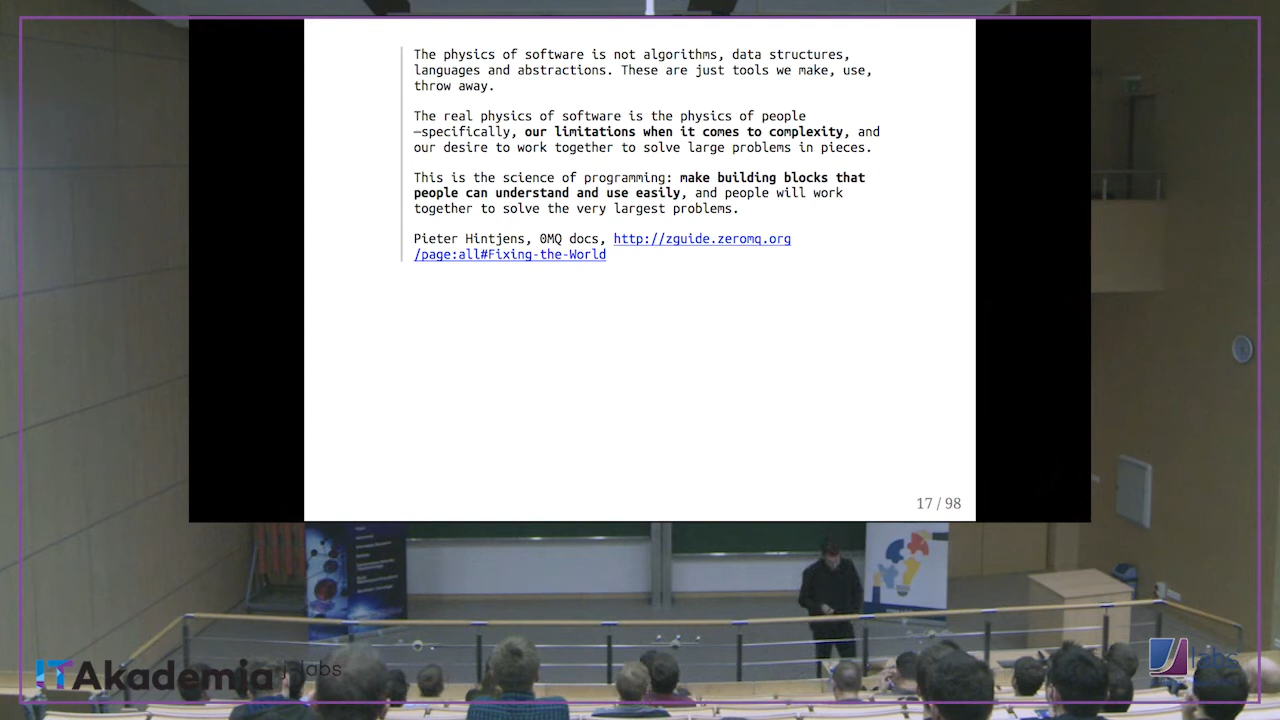 The physics of software is not algorithms, data structures,
languages and abstractions. These are just tools we make, use,
throw away.
The real physics of software is the physics of people
—specifically, our limitations when it comes to complexity, and
our desire to work together to solve large problems in pieces.
This is the science of programming: make building blocks that
people can understand and use easily, and people will work
together to solve the very largest problems.
Pieter Hintjens, 0MQ docs, http://zguide.zeromq.org
/page:all#Fixing-the-World
17 / 98
ITAkademia j-labs
labs